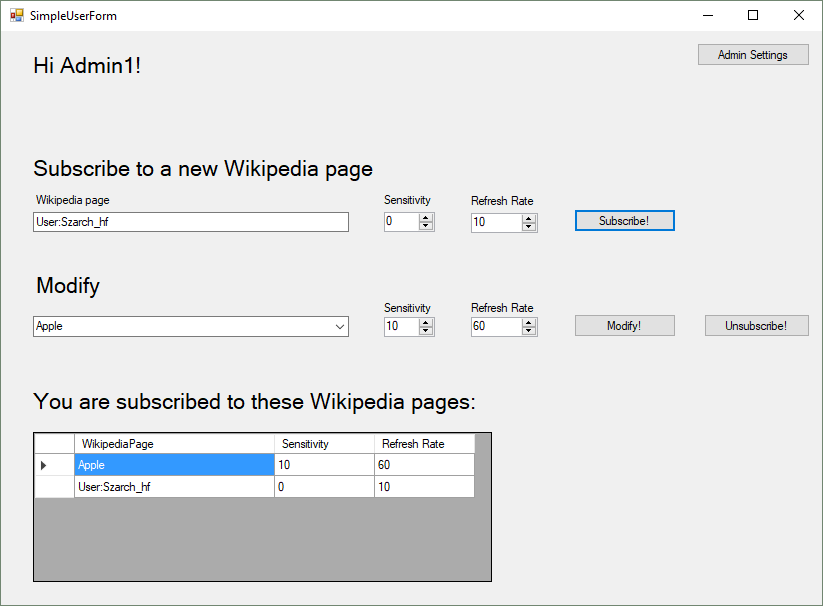 SimpleUserForm
Hi Admin1!
Admin Settings
Subscribe to a new Wikipedia page
Wikipedia page Sensitivity Refresh Rate
User:Szarch_hf 0 10 Subscribe!
Modify
Sensitivity Refresh Rate
Apple 10 60 Modify! Unsubscribe!
You are subscribed to these Wikipedia pages:
WikipediaPage Sensitivity Refresh Rate
Apple 10 60
User:Szarch_hf 0 10